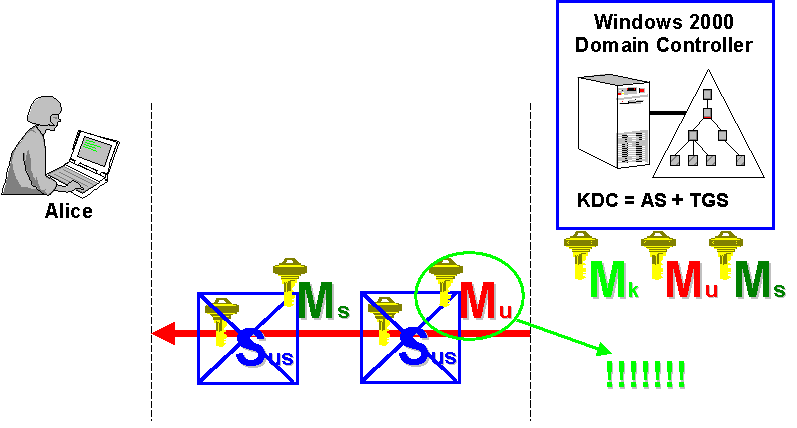 Windows 2000
Domain Controller
KDC = AS + TGS
Alice
Mk Mu Ms
Ms Mu
Sus Sus
!!!!!!!